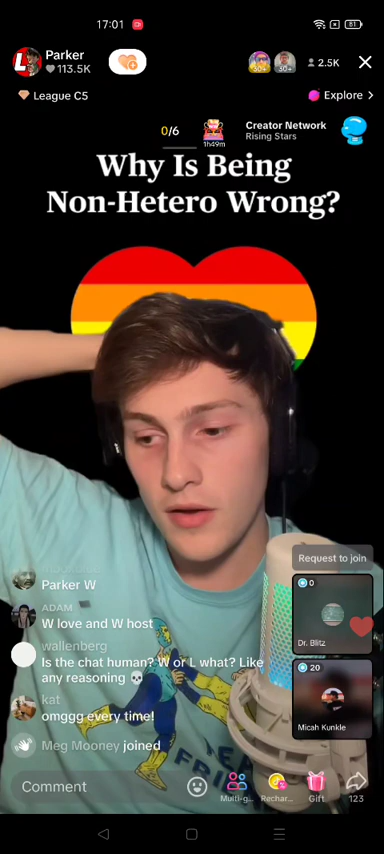 17:01
81
Parker
113.5K
30+
30+
2.5K
League C5
Explore
0/6
1h49m
Creator Network
Rising Stars
Why Is Being
Non-Hetero Wrong?
Request to join
0
Dr. Blitz
20
Micah Kunkle
Parker W
ADAM
W love and W host
wallenberg
Is the chat human? W or L what? Like
any reasoning 💀
kat
omggg every time!
Meg Mooney joined
Comment
Multi-g...
Rechar...
Gift
123